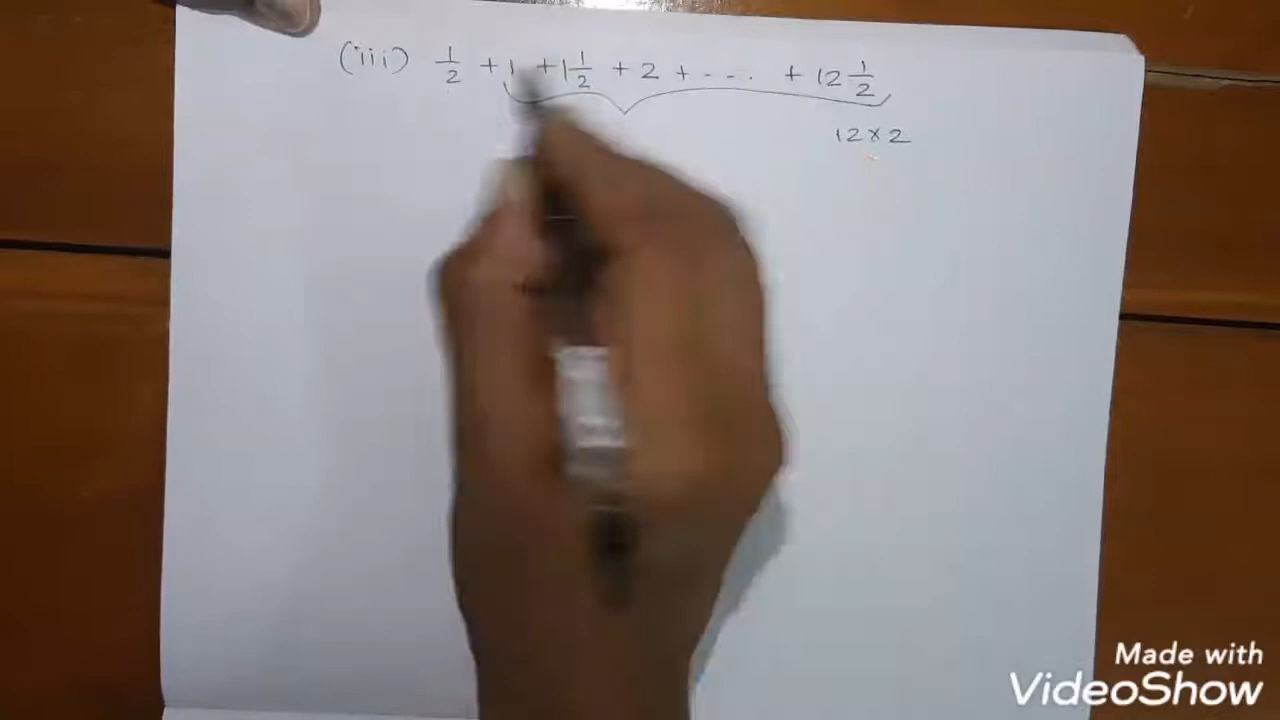 (iii) 1/2 + 1 + 1 1/2 + 2 + - - - + 12 1/2
12 × 2
Made with
VideoShow